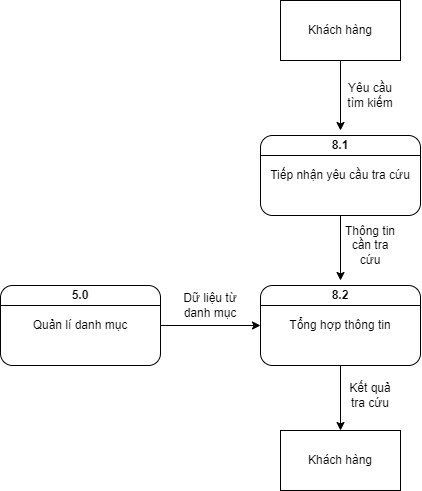 Khách hàng
Yêu cầu
tìm kiếm
8.1
Tiếp nhận yêu cầu tra cứu
Thông tin
cần tra
cứu
5.0
Quản lí danh mục
Dữ liệu từ
danh mục
8.2
Tổng hợp thông tin
Kết quả
tra cứu
Khách hàng